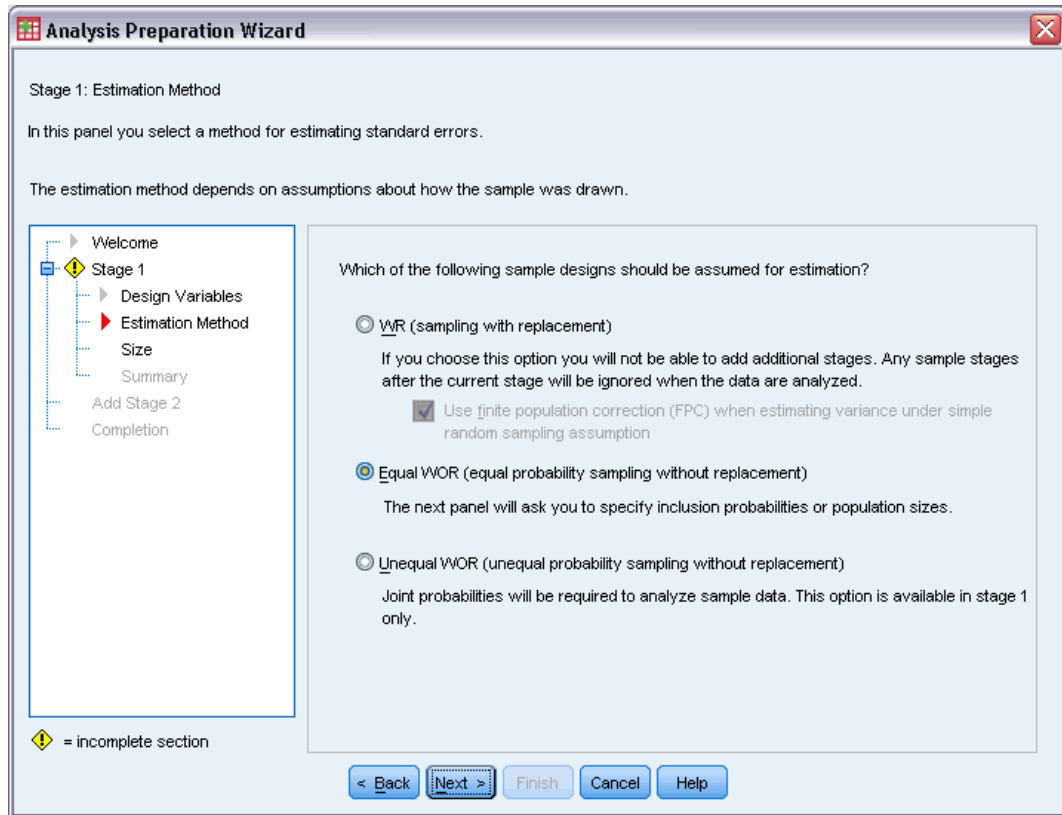 Analysis Preparation Wizard
Stage 1: Estimation Method
In this panel you select a method for estimating standard errors.
The estimation method depends on assumptions about how the sample was drawn.
Welcome
Stage 1
Design Variables
Estimation Method
Size
Summary
Add Stage 2
Completion
= incomplete section
Which of the following sample designs should be assumed for estimation?
WR (sampling with replacement)
If you choose this option you will not be able to add additional stages. Any sample stages
after the current stage will be ignored when the data are analyzed.
Use finite population correction (FPC) when estimating variance under simple
random sampling assumption
Equal WOR (equal probability sampling without replacement)
The next panel will ask you to specify inclusion probabilities or population sizes.
Unequal WOR (unequal probability sampling without replacement)
Joint probabilities will be required to analyze sample data. This option is available in stage 1
only.
< Back
Next >
Finish
Cancel
Help